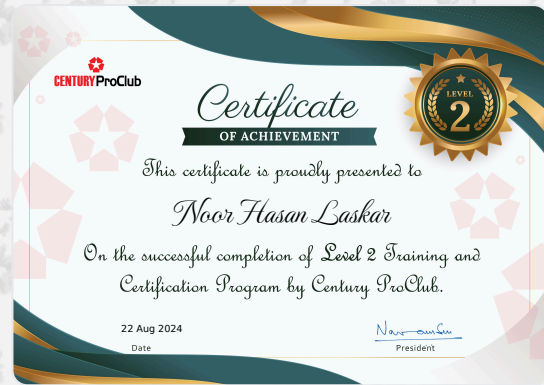 CENTURY ProClub
LEVEL
2
Certificate
OF ACHIEVEMENT
This certificate is proudly presented to
Noor Hasan Laskar
On the successful completion of Level 2 Training and
Certification Program by Century ProClub.
22 Aug 2024
Date
President